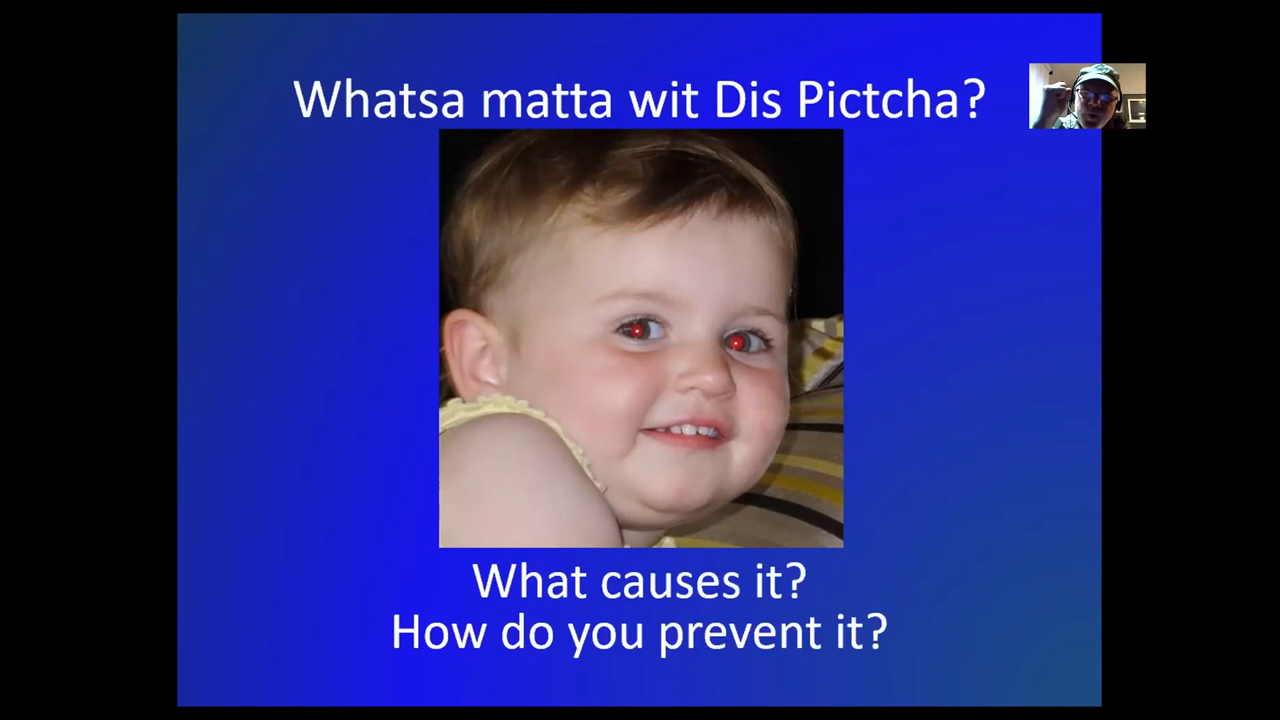 Whatsa matta wit Dis Pictcha?
What causes it?
How do you prevent it?